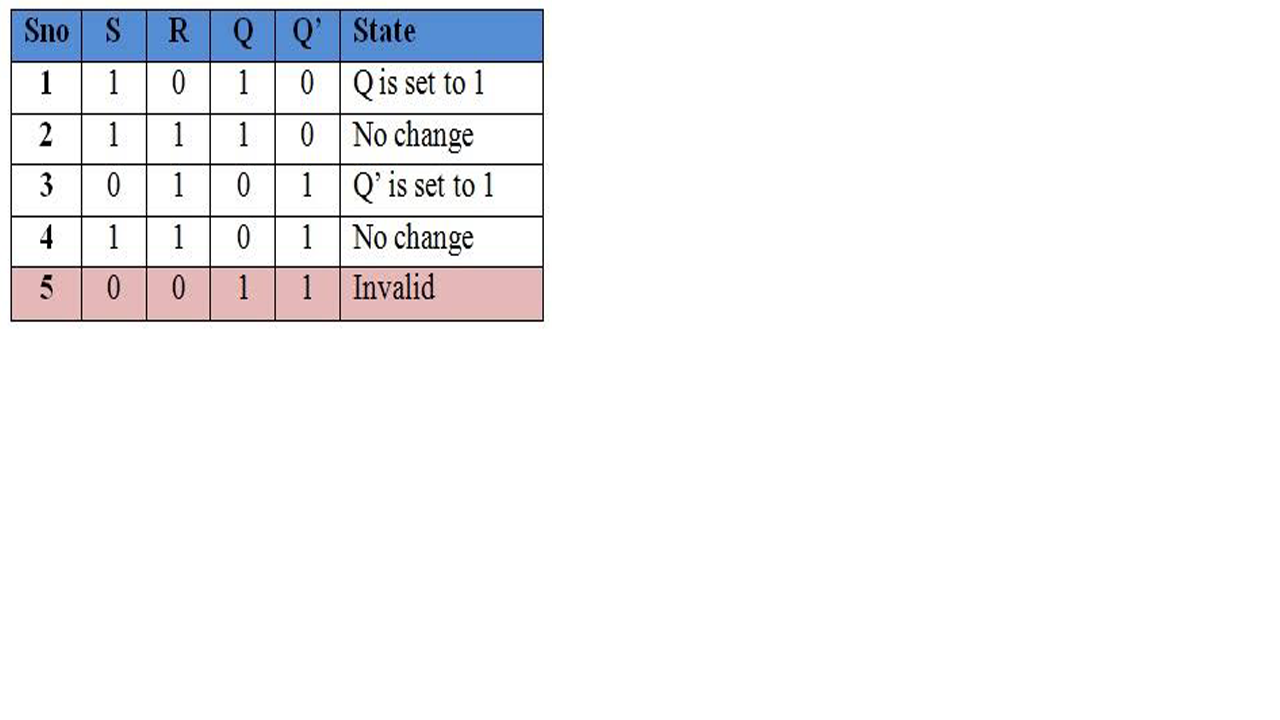 Sno S R Q Q’ State
1 1 0 1 0 Q is set to 1
2 1 1 1 0 No change
3 0 1 0 1 Q’ is set to 1
4 1 1 0 1 No change
5 0 0 1 1 Invalid